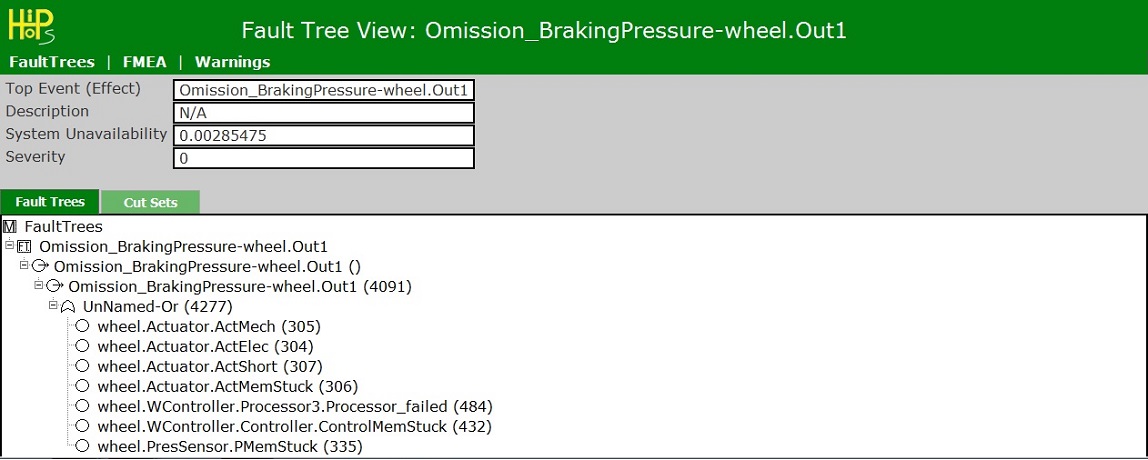 HiP HOPS
Fault Tree View: Omission_BrakingPressure-wheel.Out1
FaultTrees | FMEA | Warnings
Top Event (Effect) Omission_BrakingPressure-wheel.Out1
Description N/A
System Unavailability 0.00285475
Severity 0
Fault Trees Cut Sets
M FaultTrees
FT Omission_BrakingPressure-wheel.Out1
Omission_BrakingPressure-wheel.Out1 ()
Omission_BrakingPressure-wheel.Out1 (4091)
UnNamed-Or (4277)
wheel.Actuator.ActMech (305)
wheel.Actuator.ActElec (304)
wheel.Actuator.ActShort (307)
wheel.Actuator.ActMemStuck (306)
wheel.WController.Processor3.Processor_failed (484)
wheel.WController.Controller.ControlMemStuck (432)
wheel.PresSensor.PMemStuck (335)